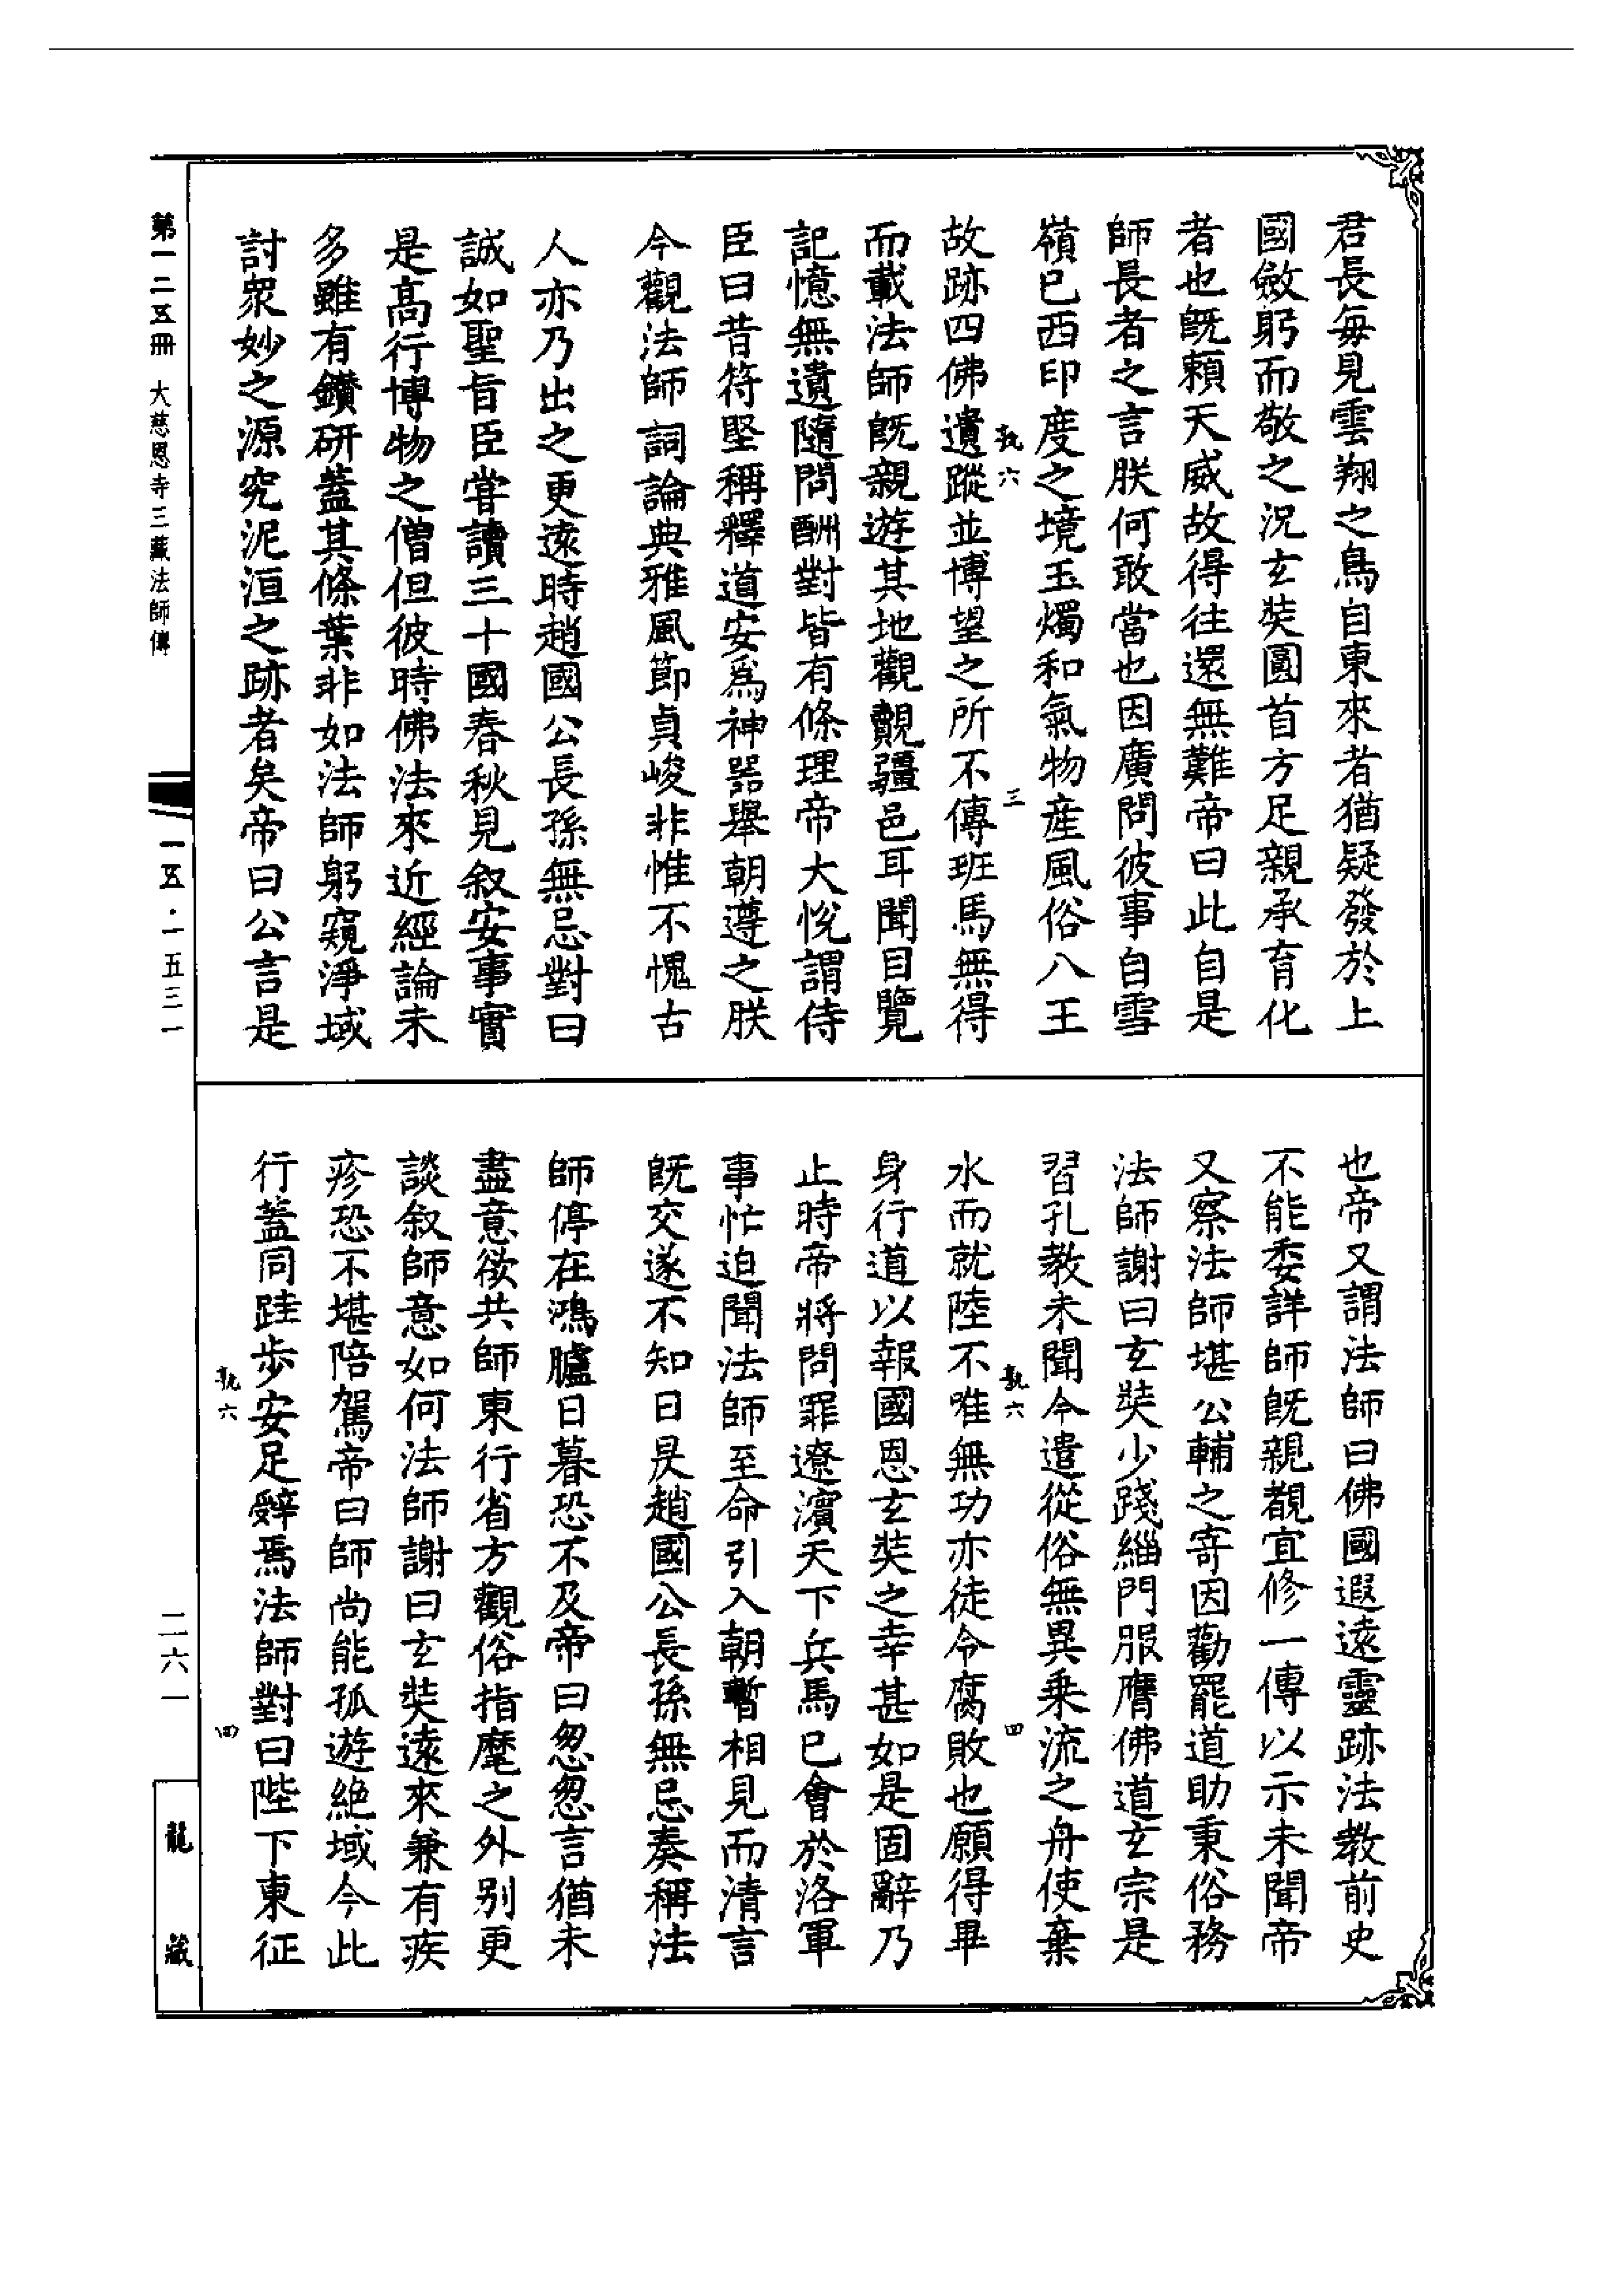 君長每見雲翔之鳥自東來者猶疑發於上
國斂躬而敬之況玄奘圓首方足親承育化
者也既賴天威故得往還無難帝曰此自是
師長者之言朕何敢當也因廣問彼事自雪
嶺已西印度之境玉燭和氣物產風俗八王
執六
三
故跡四佛遺蹤並博望之所不傳班馬無得
而載法師既親遊其地觀覿疆邑耳聞目覽
記憶無遺隨問酬對皆有條理帝大悅謂侍
臣曰昔符堅稱釋道安為神器舉朝遵之朕
今觀法師詞論典雅風節貞峻非惟不愧古
人亦乃出之更遠時趙國公長孫無忌對曰
誠如聖旨臣甞讀三十國春秋見叙安事實
是高行博物之僧但彼時佛法來近經論未
多雖有鑽研蓋其條葉非如法師躬窺淨域
討衆妙之源究泥洹之跡者矣帝曰公言是
也帝又謂法師曰佛國遐遠靈跡法教前史
不能委詳師既親覩宜修一傳以示未聞帝
又察法師堪公輔之寄因勸罷道助秉俗務
法師謝曰玄奘少踐緇門服膺佛道玄宗是
習孔教未聞今遣從俗無異乘流之舟使棄
執六
四
水而就陸不唯無功亦徒令腐敗也願得畢
身行道以報國恩玄奘之幸甚如是固辭乃
止時帝將問罪遼濱天下兵馬已會於洛軍
事忙迫聞法師至命引入朝暫相見而清言
既交遂不知日昃趙國公長孫無忌奏稱法
師停在鴻臚日暮恐不及帝曰怱怱言猶未
盡意欲共師東行省方觀俗指麾之外別更
談叙師意如何法師謝曰玄奘遠來兼有疾
疹恐不堪陪駕帝曰師尚能孤遊絕域今此
行蓋同跬步安足辭焉法師對曰陛下東征
執六
四
第一二五冊 大慈恩寺三藏法師傳
一五·一五三一
二六一
龍藏